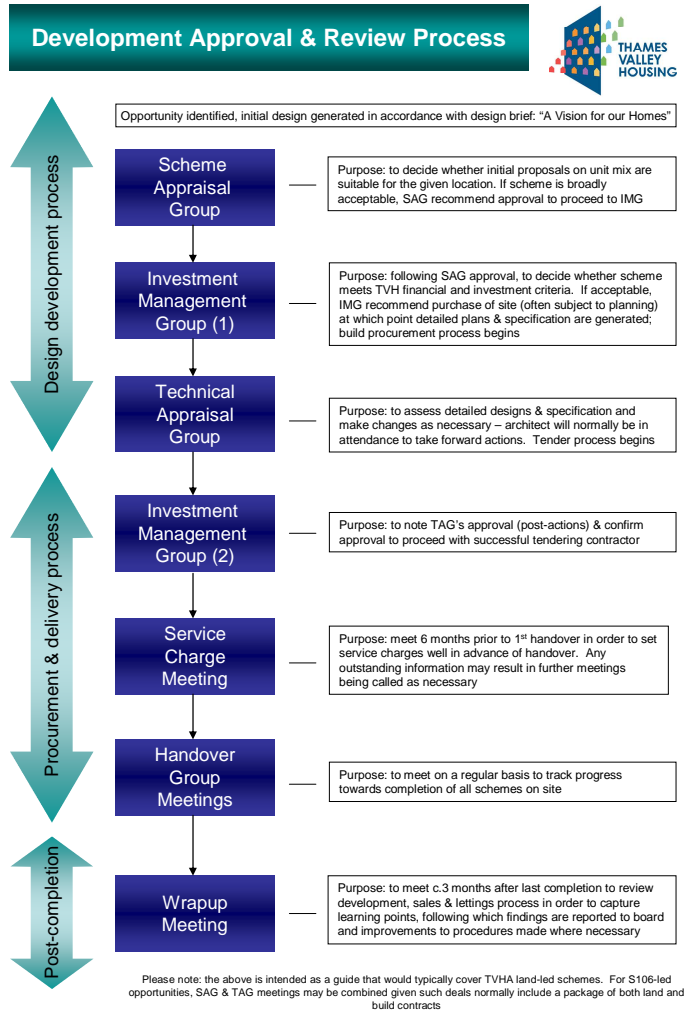 Development Approval & Review Process
THAMES
VALLEY
HOUSING
Opportunity identified, initial design generated in accordance with design brief: “A Vision for our Homes”
Design development process
Scheme
Appraisal
Group
Purpose: to decide whether initial proposals on unit mix are
suitable for the given location. If scheme is broadly
acceptable, SAG recommend approval to proceed to IMG
Investment
Management
Group (1)
Purpose: following SAG approval, to decide whether scheme
meets TVH financial and investment criteria.  If acceptable,
IMG recommend purchase of site (often subject to planning)
at which point detailed plans & specification are generated;
build procurement process begins
Technical
Appraisal
Group
Purpose: to assess detailed designs & specification and
make changes as necessary – architect will normally be in
attendance to take forward actions.  Tender process begins
Procurement & delivery process
Investment
Management
Group (2)
Purpose: to note TAG’s approval (post-actions) & confirm
approval to proceed with successful tendering contractor
Service
Charge
Meeting
Purpose: meet 6 months prior to 1st handover in order to set
service charges well in advance of handover.  Any
outstanding information may result in further meetings
being called as necessary
Handover
Group
Meetings
Purpose: to meet on a regular basis to track progress
towards completion of all schemes on site
Post-completion
Wrapup
Meeting
Purpose: to meet c.3 months after last completion to review
development, sales & lettings process in order to capture
learning points, following which findings are reported to board
and improvements to procedures made where necessary
Please note: the above is intended as a guide that would typically cover TVHA land-led schemes.  For S106-led
opportunities, SAG & TAG meetings may be combined given such deals normally include a package of both land and
build contracts